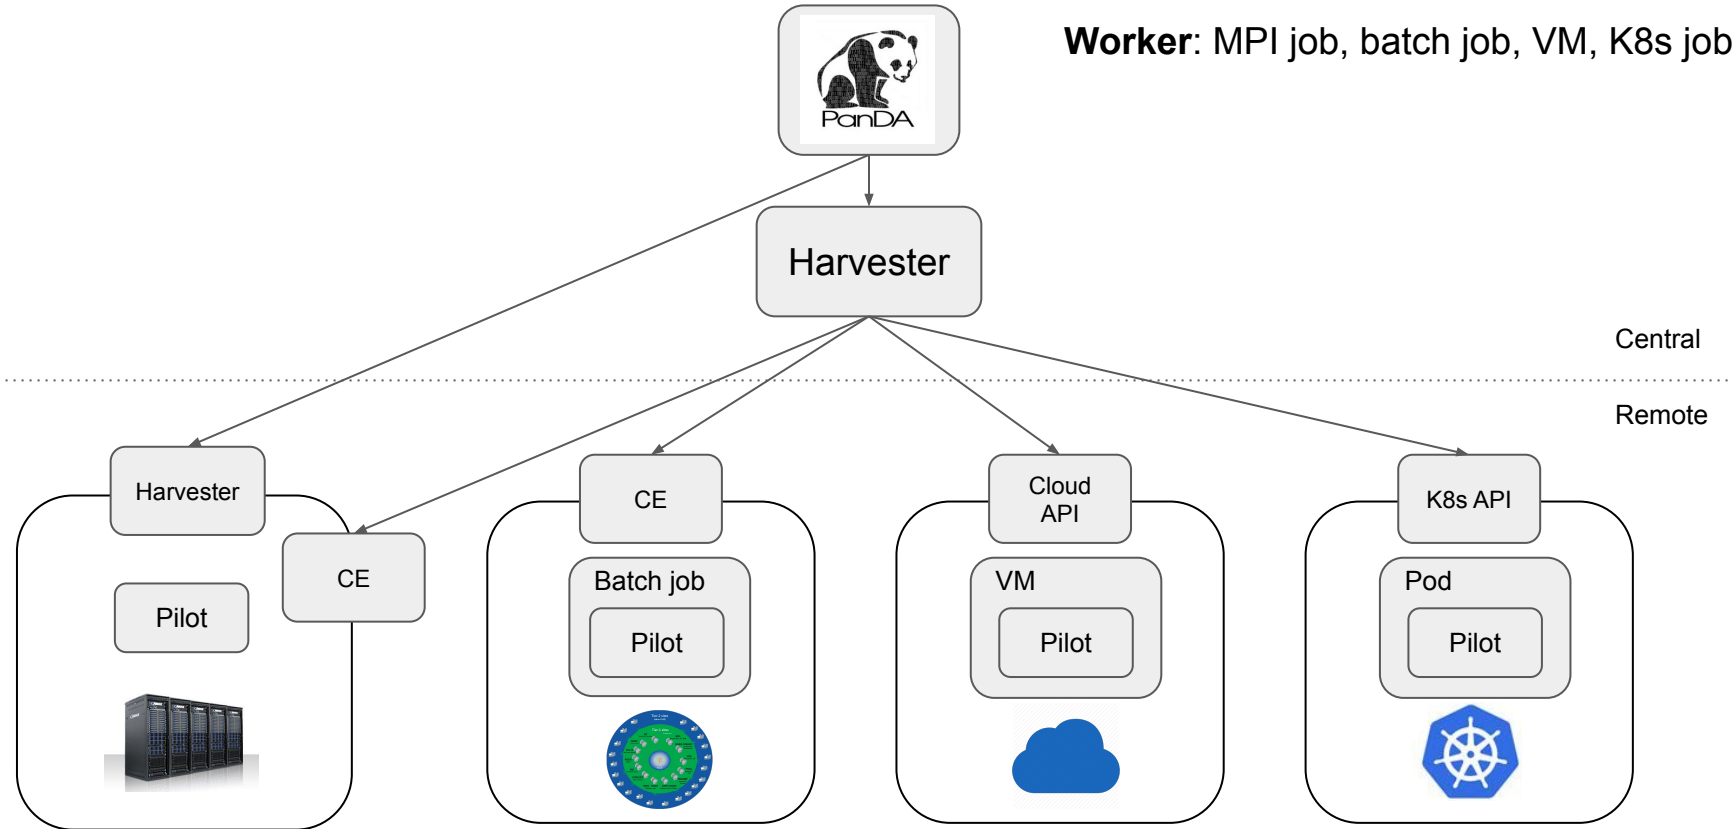 Worker: MPI job, batch job, VM, K8s job
PanDA
Harvester
Central
Remote
Harvester
CE
Cloud
API
K8s API
CE
Batch job
VM
Pod
Pilot
Pilot
Pilot
Pilot